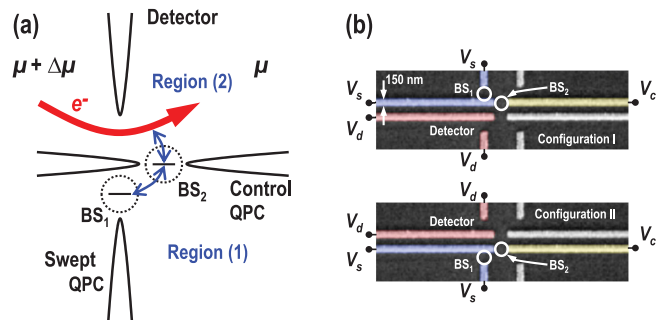 (a)
Detector
μ + Δμ
μ
Region (2)
e-
BS2
Control
QPC
BS1
Swept
QPC
Region (1)
(b)
Vs
150 nm
BS1
BS2
Vs
Vc
Vd
Detector
Configuration I
Vd
Detector
Configuration II
Vd
Vs
Vc
BS1
BS2
Vs